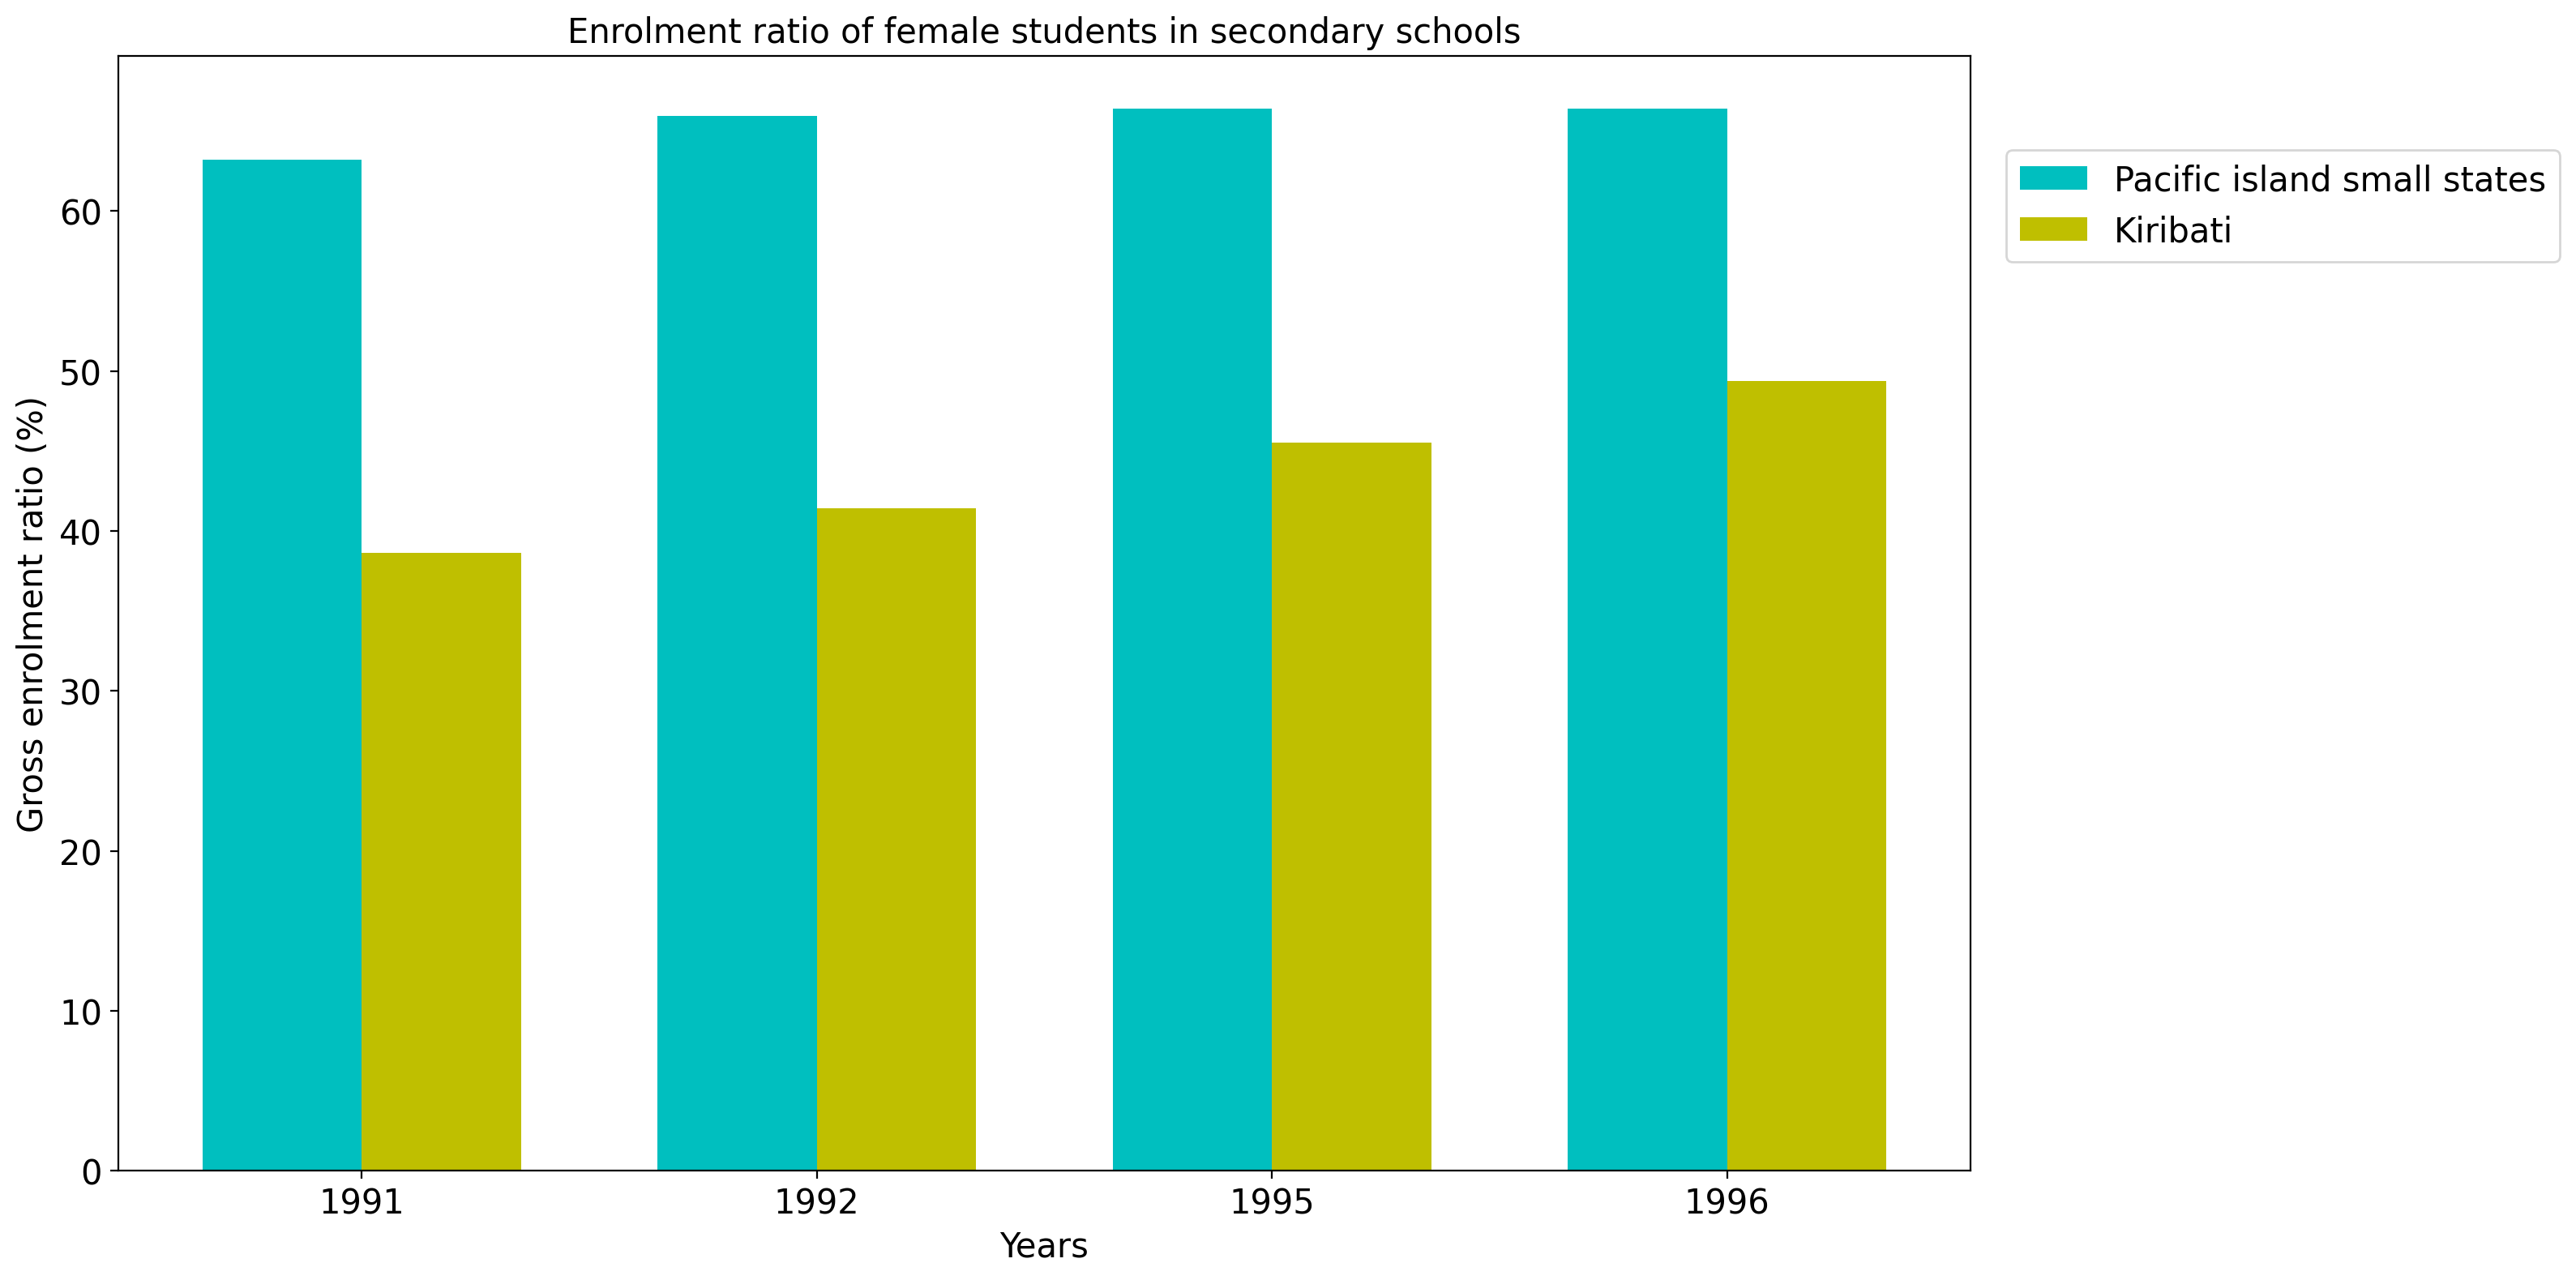 Enrolment ratio of female students in secondary schools
Gross enrolment ratio (%)
60
50
40
30
20
10
0
1991 1992 1995 1996
Years
Pacific island small states
Kiribati